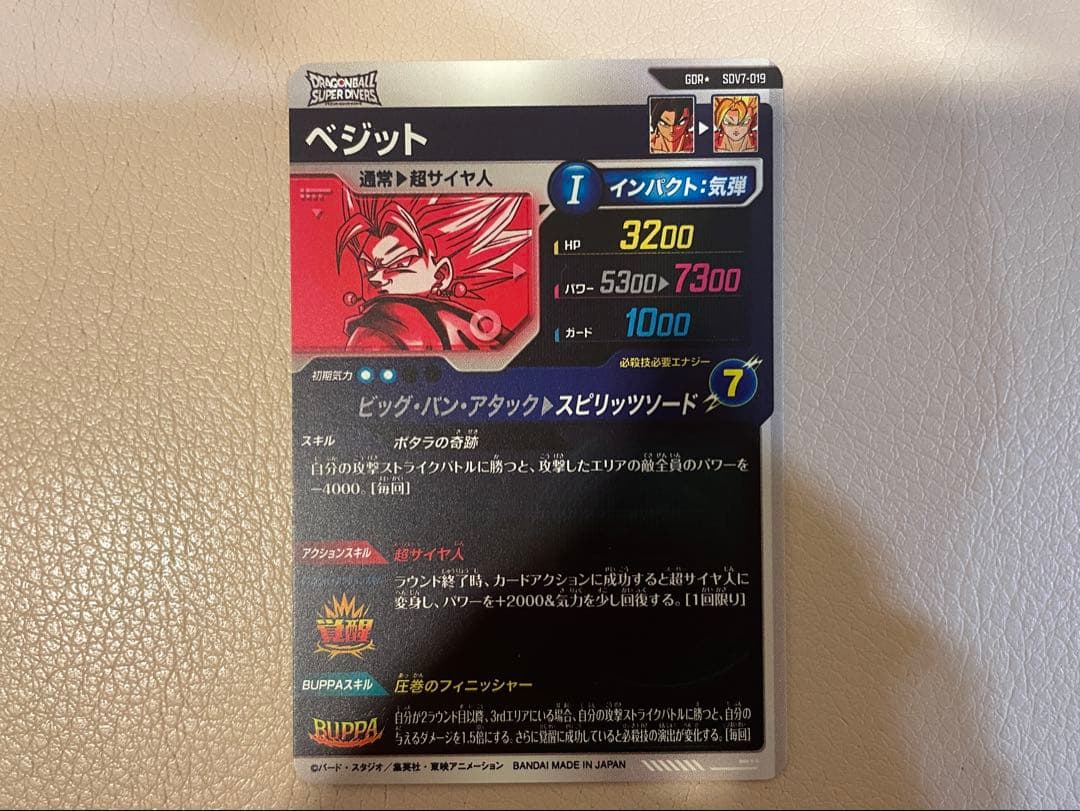 GDR★ SDV7-019
DRAGONBALL
SUPER DIVERS
ベジット
通常▶超サイヤ人
I インパクト:気弾
HP 3200
パワー 5300▶7300
ガード 1000
初期気力
必殺技必要エナジー
7
ビッグ・バン・アタック▶スピリッツソード
スキル ポタラの奇跡
自分の攻撃ストライクバトルに勝つと、攻撃したエリアの敵全員のパワーを
-4000。[毎回]
アクションスキル 超サイヤ人
ラウンド終了時、カードアクションに成功すると超サイヤ人に
変身し、パワーを+2000&気力を少し回復する。[1回限り]
覚醒
BUPPAスキル 圧巻のフィニッシャー
BUPPA
自分が2ラウンド目以降、3rdエリアにいる場合、自分の攻撃ストライクバトルに勝つと、自分の
与えるダメージを1.5倍にする。さらに覚醒に成功していると必殺技の演出が変化する。[毎回]
©バード・スタジオ/集英社・東映アニメーション BANDAI MADE IN JAPAN